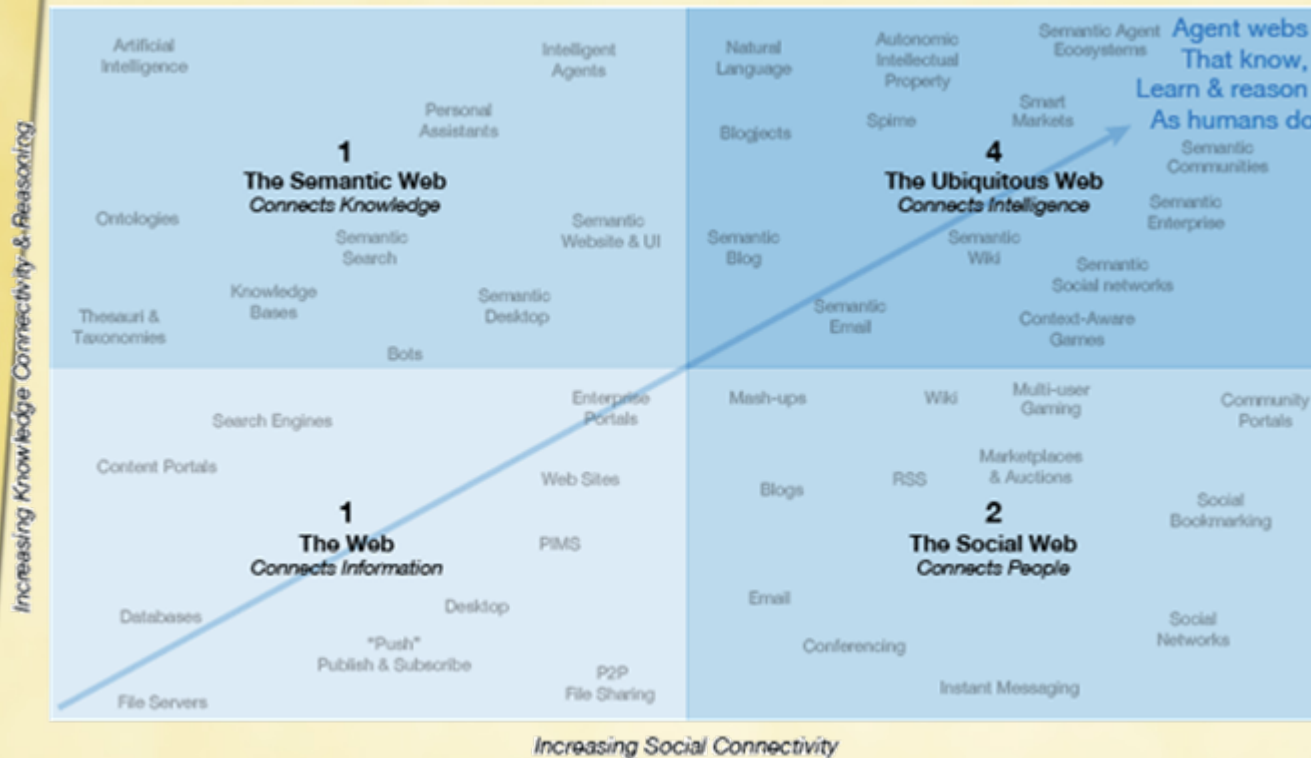 Increasing Knowledge Connectivity & Reasoning
Artificial
Intelligence
Intelligent
Agents
Personal
Assistants
1
The Semantic Web
Connects Knowledge
Ontologies
Semantic
Search
Semantic
Website & UI
Knowledge
Bases
Semantic
Desktop
Thesauri &
Taxonomies
Bots
Natural
Language
Autonomic
Intellectual
Property
Semantic Agent
Ecosystems
Agent webs
That know,
Learn & reason
As humans do
Blogjects
Spime
Smart
Markets
4
The Ubiquitous Web
Connects Intelligence
Semantic
Communities
Semantic
Enterprise
Semantic
Blog
Semantic
Wiki
Semantic
Social networks
Semantic
Email
Context-Aware
Games
Search Engines
Enterprise
Portals
Content Portals
Web Sites
1
The Web
Connects Information
PIMS
Databases
Desktop
"Push"
Publish & Subscribe
P2P
File Sharing
File Servers
Mash-ups
Wiki
Multi-user
Gaming
Community
Portals
Marketplaces
& Auctions
Blogs
RSS
Social
Bookmarking
2
The Social Web
Connects People
Email
Conferencing
Social
Networks
Instant Messaging
Increasing Social Connectivity